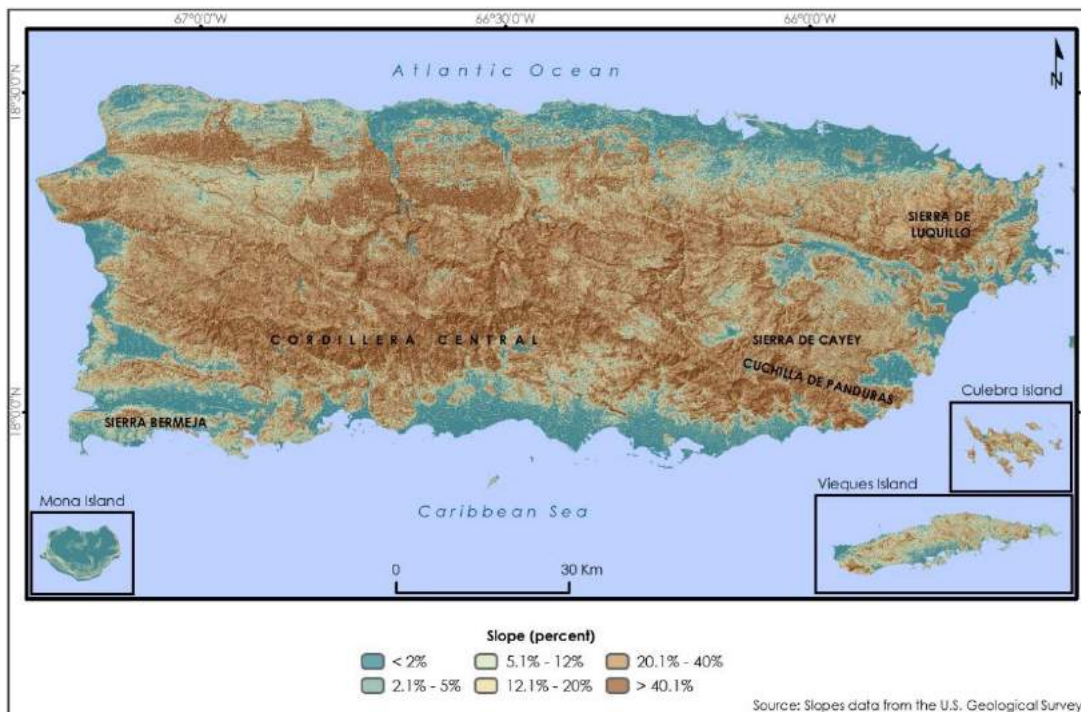 67°0'0"W 66°30'0"W 66°0'0"W
18°30'0"N
Atlantic Ocean
N
SIERRA DE
LUQUILLO
CORDILLERA CENTRAL
SIERRA DE CAYEY
CUCHILLA DE PANDURAS
18°0'0"N
SIERRA BERMEJA
Culebra Island
Vieques Island
Mona Island
Caribbean Sea
0 30 Km
Slope (percent)
< 2% 5.1% - 12% 20.1% - 40%
2.1% - 5% 12.1% - 20% > 40.1%
Source: Slopes data from the U.S. Geological Survey